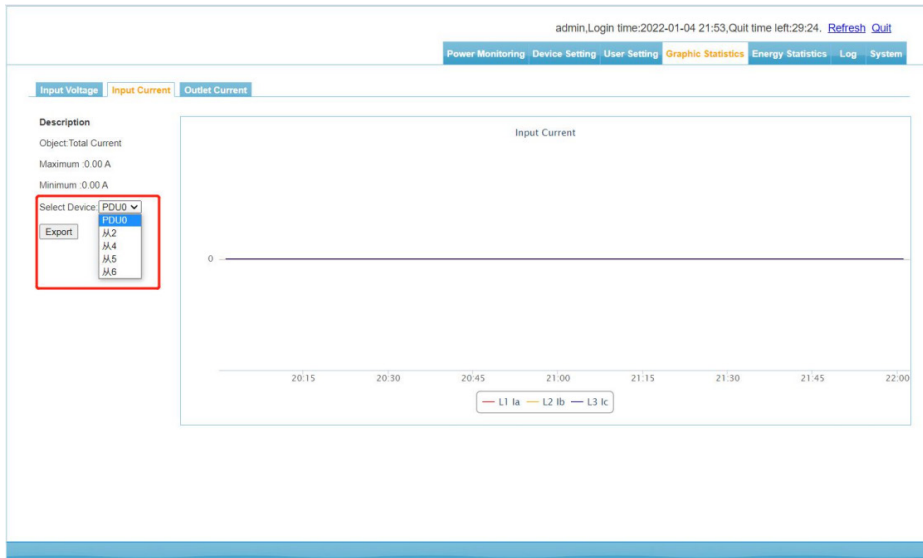 admin,Login time:2022-01-04 21:53,Quit time left:29:24. Refresh Quit
Power Monitoring Device Setting User Setting Graphic Statistics Energy Statistics Log System
Input Voltage Input Current Outlet Current
Description
Object:Total Current
Maximum :0.00 A
Minimum :0.00 A
Select Device: PDU0
PDU0
从2
从4
从5
从6
Export
Input Current
0
20:15 20:30 20:45 21:00 21:15 21:30 21:45 22:00
L1 Ia L2 Ib L3 Ic